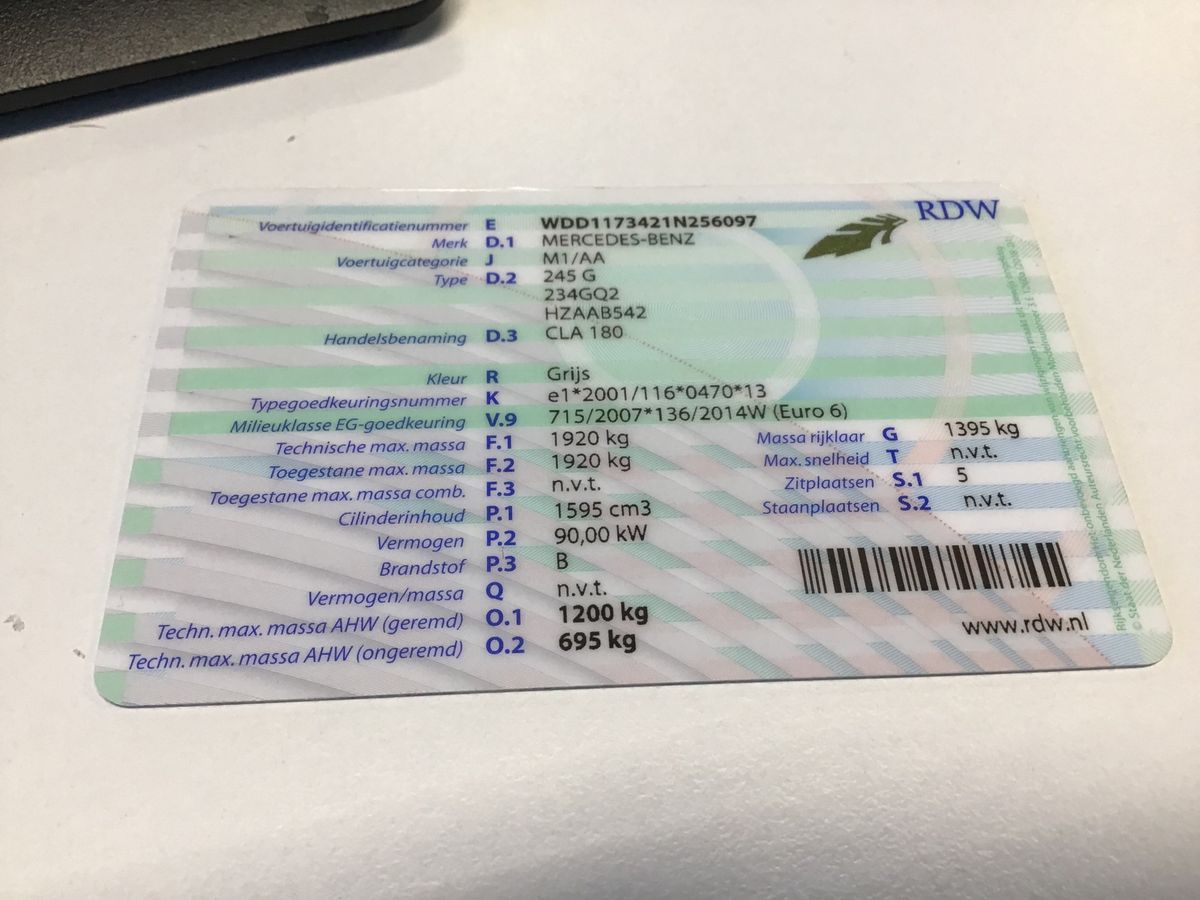 RDW
Voertuigidentificatienummer E WDD1173421N256097
Merk D.1 MERCEDES-BENZ
Voertuigcategorie J M1/AA
Type D.2 245 G
234GQ2
HZAAB542
Handelsbenaming D.3 CLA 180
Kleur R Grijs
Typegoedkeuringsnummer K e1*2001/116*0470*13
Milieuklasse EG-goedkeuring V.9 715/2007*136/2014W (Euro 6)
Technische max. massa F.1 1920 kg Massa rijklaar G 1395 kg
Toegestane max. massa F.2 1920 kg Max. snelheid T n.v.t.
Toegestane max. massa comb. F.3 n.v.t. Zitplaatsen S.1 5
Cilinderinhoud P.1 1595 cm3 Staanplaatsen S.2 n.v.t.
Vermogen P.2 90,00 kW
Brandstof P.3 B
Vermogen/massa Q n.v.t.
Techn. max. massa AHW (geremd) O.1 1200 kg
Techn. max. massa AHW (ongeremd) O.2 695 kg
www.rdw.nl
© Staat der Nederlanden Auteursrecht voorbehouden